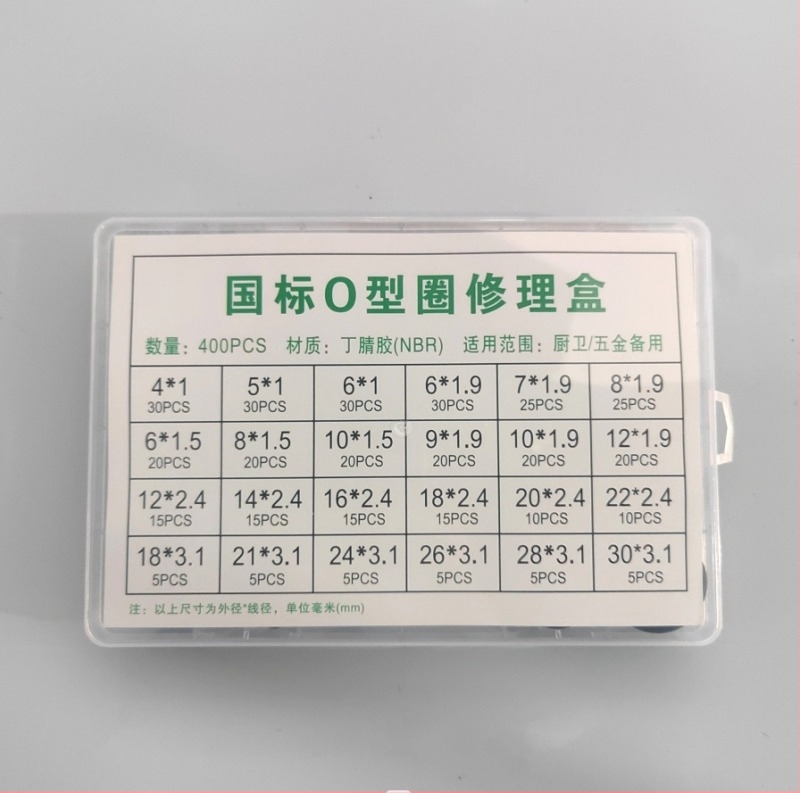 国标O型圈修理盒
数量：400PCS 材质：丁腈胶(NBR) 适用范围：厨卫/五金备用
4*1 5*1 6*1 6*1.9 7*1.9 8*1.9
30PCS 30PCS 30PCS 30PCS 25PCS 25PCS
6*1.5 8*1.5 10*1.5 9*1.9 10*1.9 12*1.9
20PCS 20PCS 20PCS 20PCS 20PCS 20PCS
12*2.4 14*2.4 16*2.4 18*2.4 20*2.4 22*2.4
15PCS 15PCS 15PCS 15PCS 10PCS 10PCS
18*3.1 21*3.1 24*3.1 26*3.1 28*3.1 30*3.1
5PCS 5PCS 5PCS 5PCS 5PCS 5PCS
注：以上尺寸为外径*线径，单位毫米(mm)